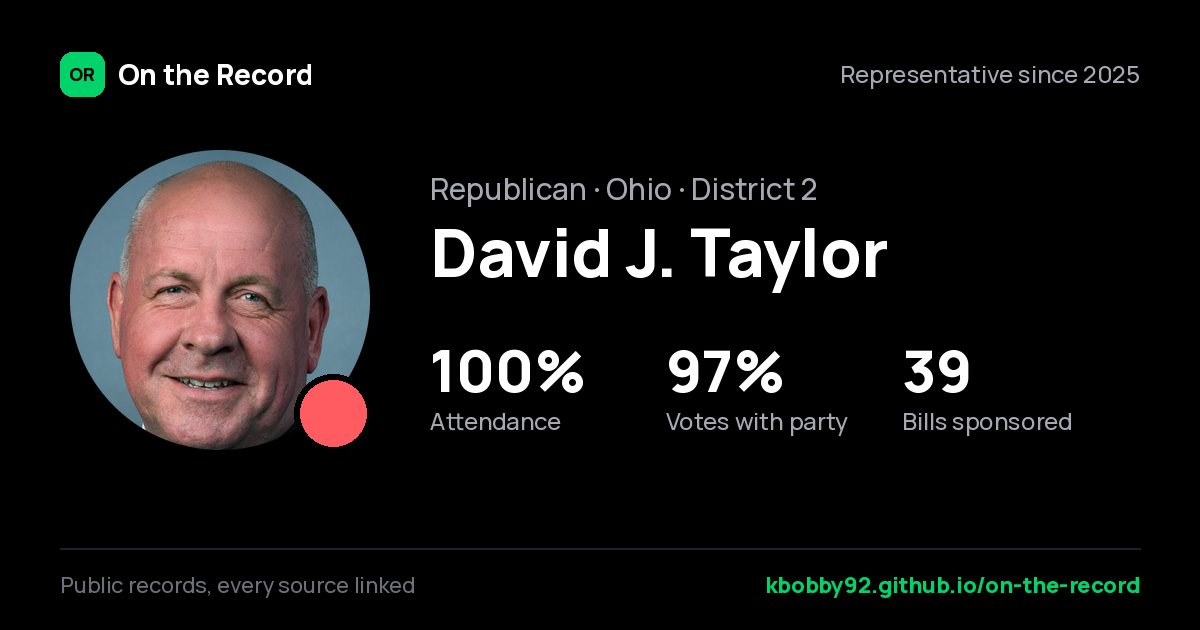 OR On the Record
Representative since 2025
Republican · Ohio · District 2
David J. Taylor
100% 97% 39
Attendance Votes with party Bills sponsored
Public records, every source linked
kbobby92.github.io/on-the-record